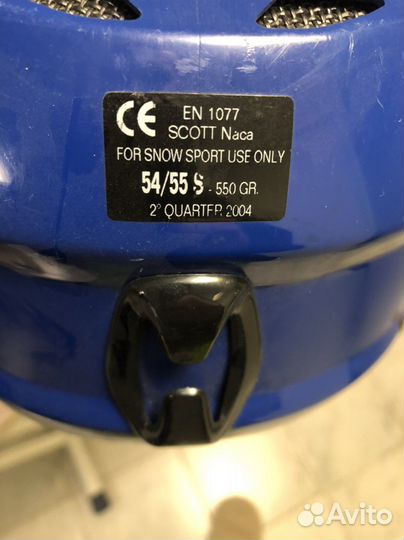 CE EN 1077
SCOTT Naca
FOR SNOW SPORT USE ONLY
54/55 S - 550 GR.
2° QUARTER 2004
Avito